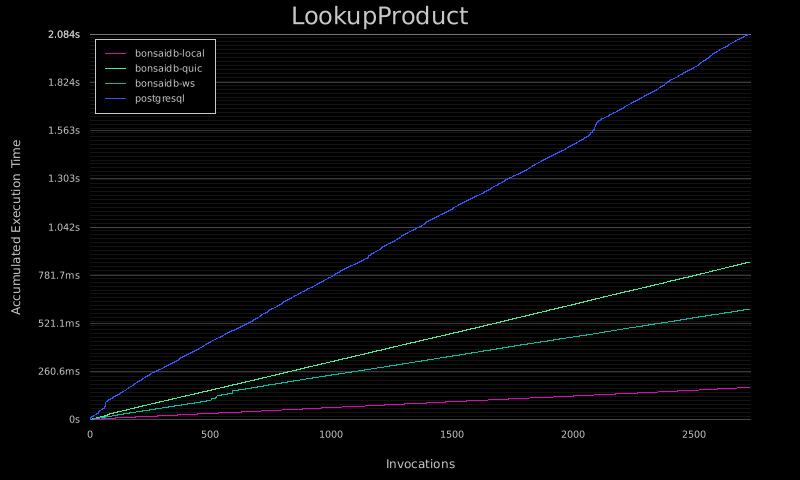 LookupProduct
2.084s
1.824s
1.563s
1.303s
1.042s
781.7ms
521.1ms
260.6ms
0s
bonsaidb-local
bonsaidb-quic
bonsaidb-ws
postgresql
Accumulated Execution Time
0 500 1000 1500 2000 2500
Invocations